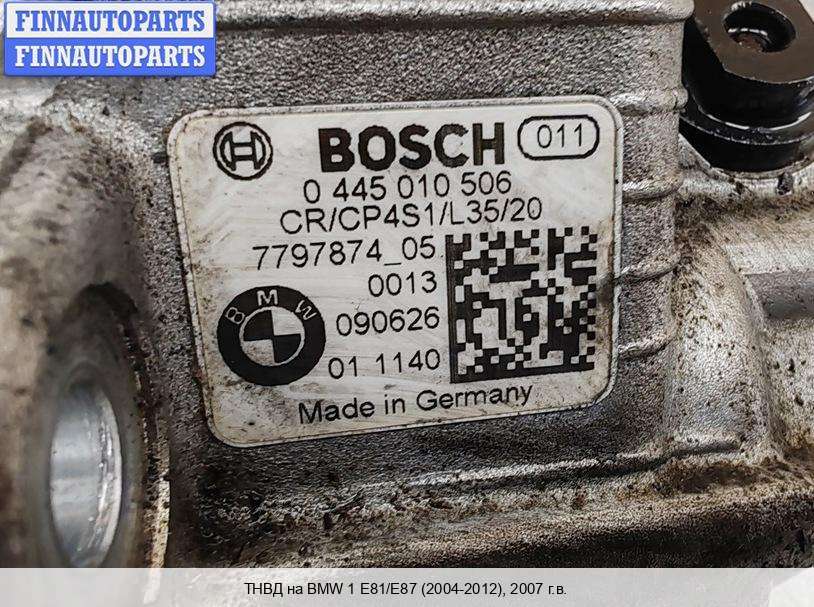 FINNAUTOPARTS
FINNAUTOPARTS
BOSCH 011
0 445 010 506
CR/CP4S1/L35/20
7797874_05
0013
BMW
090626
01 1140
Made in Germany
ТНВД на BMW 1 E81/E87 (2004-2012), 2007 г.в.